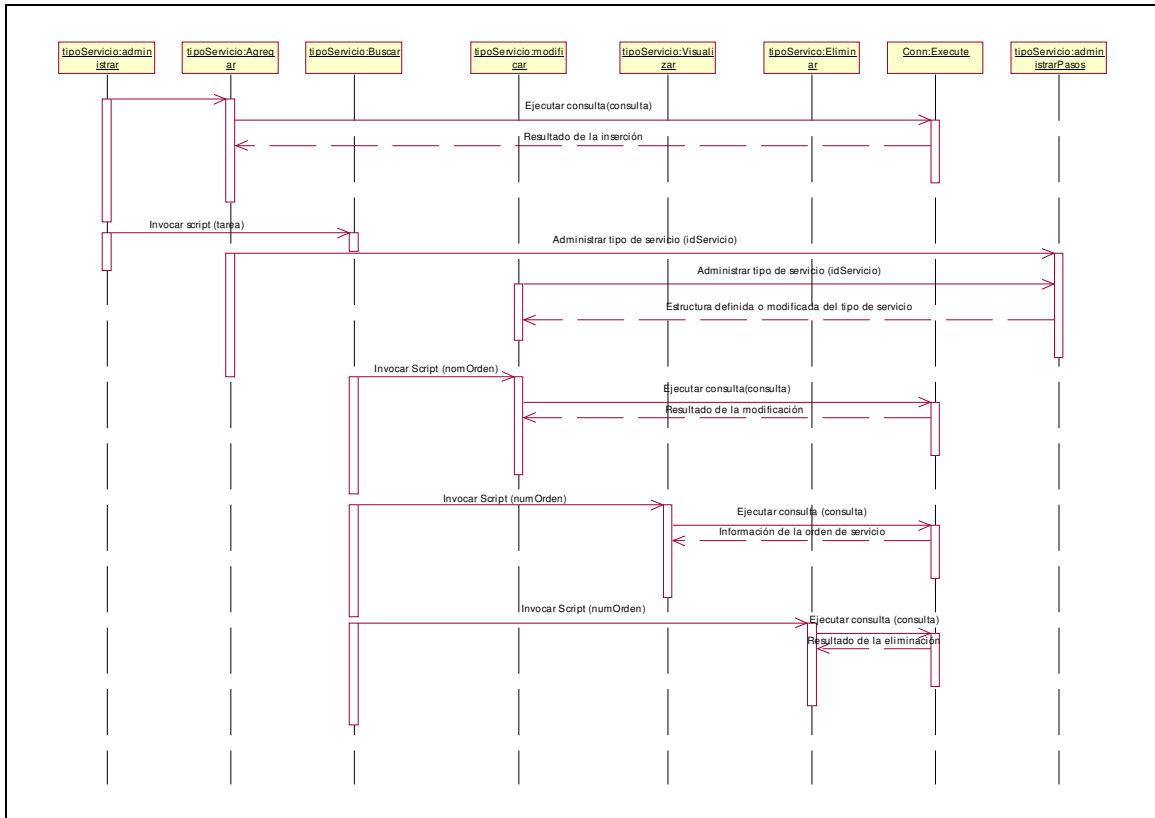 tipoServicio:admin
istrar
tipoServicio:Agreg
ar
tipoServicio:Buscar
tipoServicio:modifi
car
tipoServicio:Visuali
zar
tipoServico:Elimin
ar
Conn:Execute
tipoServicio:admin
istrarPasos
Ejecutar consulta(consulta)
Resultado de la inserción
Invocar script (tarea)
Administrar tipo de servicio (idServicio)
Administrar tipo de servicio (idServicio)
Estructura definida o modificada del tipo de servicio
Invocar Script (nomOrden)
Ejecutar consulta(consulta)
Resultado de la modificación
Invocar Script (numOrden)
Ejecutar consulta (consulta)
Información de la orden de servicio
Invocar Script (numOrden)
Ejecutar consulta (consulta)
Resultado de la eliminación